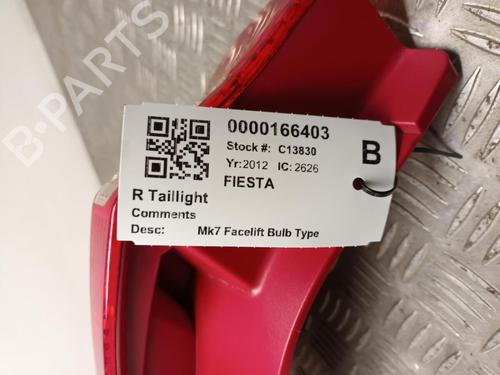 B-PARTS
0000166403
Stock #: C13830
B
Yr:2012 IC: 2626
FIESTA
R Taillight
Comments
Desc: Mk7 Facelift Bulb Type